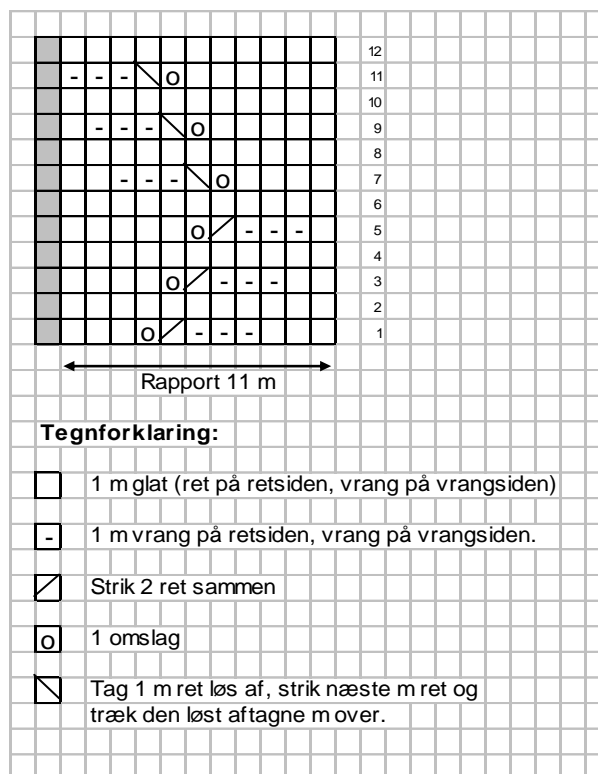 12
- - - o 11
10
- - - o 9
8
- - - o 7
6
o - - - 5
4
o - - - 3
2
o - - - 1
Rapport 11 m
Tegnforklaring:
1 m glat (ret på retsiden, vrang på vrangsiden)
- 1 m vrang på retsiden, vrang på vrangsiden.
Strik 2 ret sammen
o 1 omslag
Tag 1 m ret løs af, strik næste m ret og
træk den løst aftagne m over.